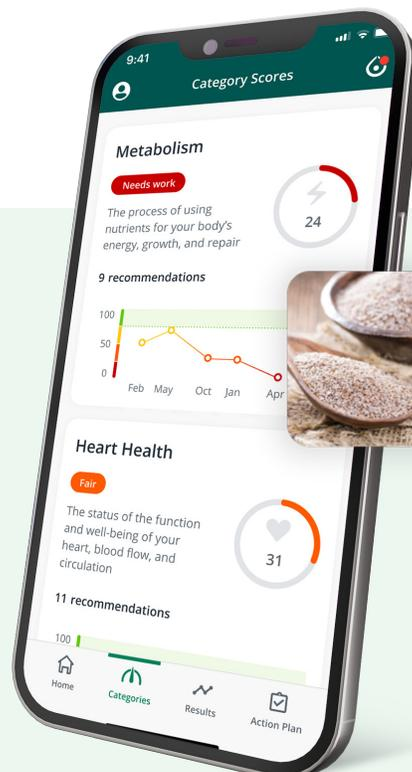 9:41
Category Scores
Metabolism
Needs work
The process of using
nutrients for your body's
energy, growth, and repair
24
9 recommendations
100
50
0
Feb May Oct Jan Apr
Heart Health
Fair
The status of the function
and well-being of your
heart, blood flow, and
circulation
31
11 recommendations
100
Home
Categories
Results
Action Plan